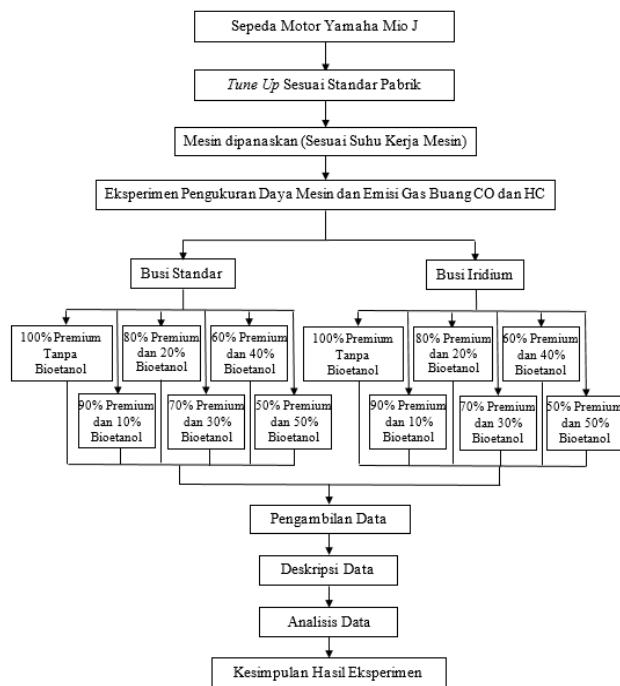 Sepeda Motor Yamaha Mio J
Tune Up Sesuai Standar Pabrik
Mesin dipanaskan (Sesuai Suhu Kerja Mesin)
Eksperimen Pengukuran Daya Mesin dan Emisi Gas Buang CO dan HC
Busi Standar
Busi Iridium
100% Premium
Tanpa
Bioetanol
80% Premium
dan 20%
Bioetanol
60% Premium
dan 40%
Bioetanol
90% Premium
dan 10%
Bioetanol
70% Premium
dan 30%
Bioetanol
50% Premium
dan 50%
Bioetanol
100% Premium
Tanpa
Bioetanol
80% Premium
dan 20%
Bioetanol
60% Premium
dan 40%
Bioetanol
90% Premium
dan 10%
Bioetanol
70% Premium
dan 30%
Bioetanol
50% Premium
dan 50%
Bioetanol
Pengambilan Data
Deskripsi Data
Analisis Data
Kesimpulan Hasil Eksperimen